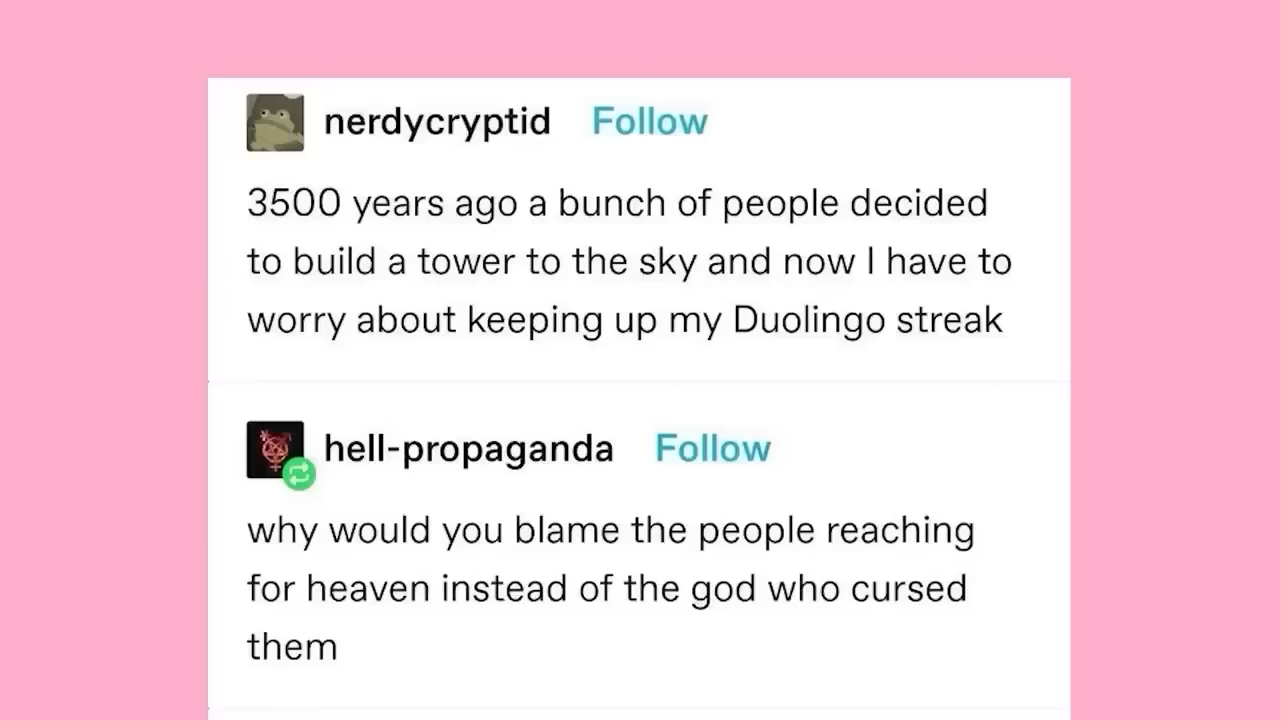 nerdycryptid Follow
3500 years ago a bunch of people decided
to build a tower to the sky and now I have to
worry about keeping up my Duolingo streak
hell-propaganda Follow
why would you blame the people reaching
for heaven instead of the god who cursed
them